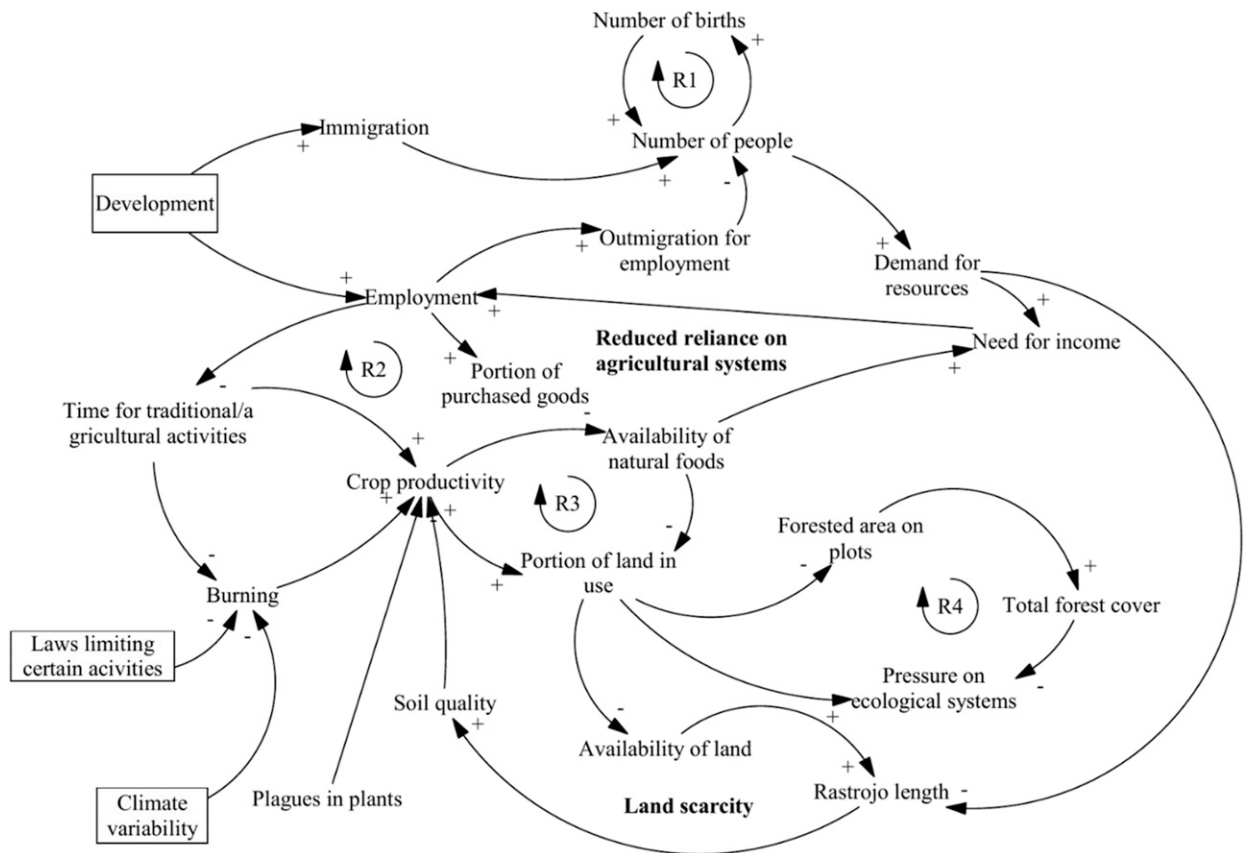 Number of births
+
R1
+
Immigration
+
Number of people
+
-
Development
Outmigration for
employment
+
+
Demand for
resources
+
Employment
+
+
Reduced reliance on
agricultural systems
Need for income
+
R2
+
Portion of
purchased goods
-
Time for traditional/a
gricultural activities
-
Availability of
natural foods
+
Crop productivity
+
-
+
R3
-
Forested area on
plots
-
Portion of land in
use
+
-
Burning
+
R4
Total forest cover
-
-
Laws limiting
certain acivities
Pressure on
ecological systems
-
+
Soil quality
+
-
Availability of land
+
Rastrojo length
-
Climate
variability
Plagues in plants
Land scarcity